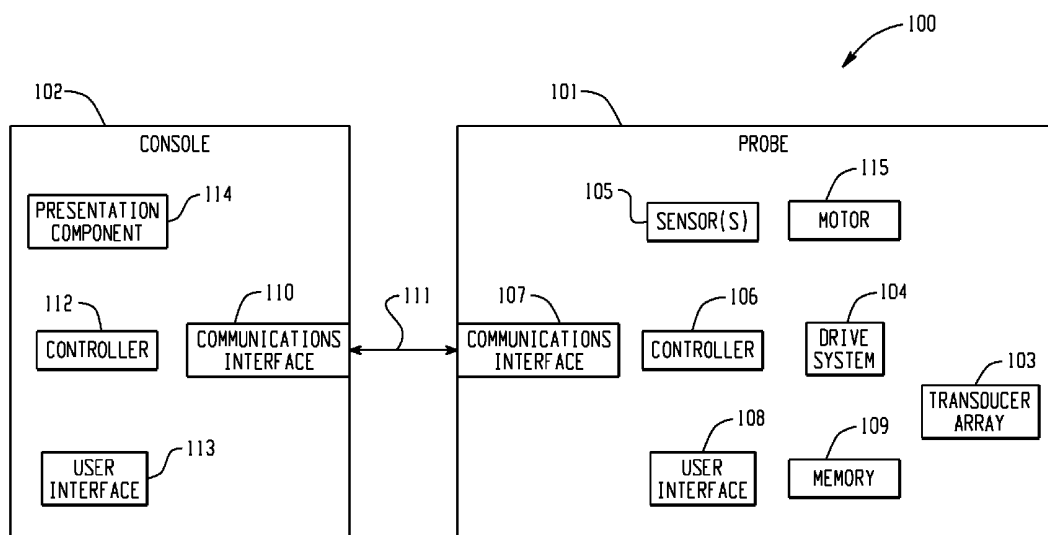 100
102
101
CONSOLE
PROBE
114
PRESENTATION
COMPONENT
105
SENSOR(S)
115
MOTOR
112
CONTROLLER
110
COMMUNICATIONS
INTERFACE
111
107
COMMUNICATIONS
INTERFACE
106
CONTROLLER
104
DRIVE
SYSTEM
103
TRANSOUCER
ARRAY
113
USER
INTERFACE
108
USER
INTERFACE
109
MEMORY